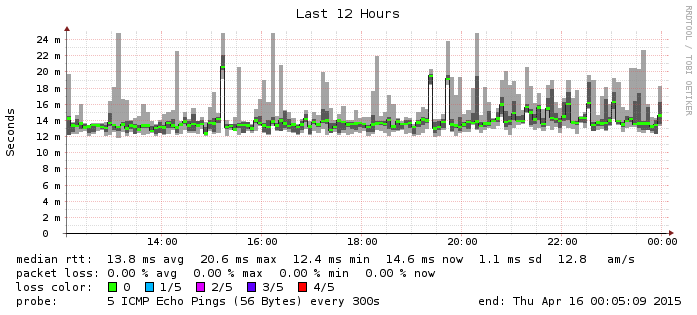 Last 12 Hours
RRDTOOL / TOBI OETIKER
Seconds
24 m
22 m
20 m
18 m
16 m
14 m
12 m
10 m
8 m
6 m
4 m
2 m
0
14:00 16:00 18:00 20:00 22:00 00:00
median rtt: 13.8 ms avg 20.6 ms max 12.4 ms min 14.6 ms now 1.1 ms sd 12.8 am/s
packet loss: 0.00 % avg 0.00 % max 0.00 % min 0.00 % now
loss color: 0 1/5 2/5 3/5 4/5
probe: 5 ICMP Echo Pings (56 Bytes) every 300s end: Thu Apr 16 00:05:09 2015